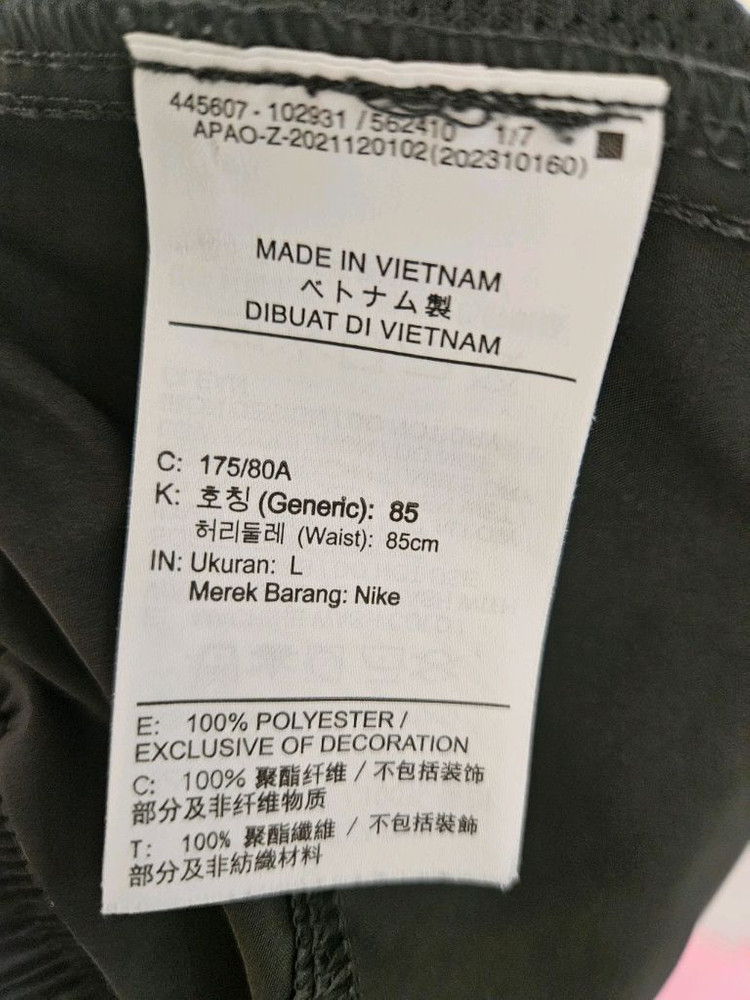 445607 - 102931 / 562410 1/7
APAO-Z-2021120102(202310160)
MADE IN VIETNAM
ベトナム製
DIBUAT DI VIETNAM
C: 175/80A
K: 호칭 (Generic): 85
허리둘레 (Waist): 85cm
IN: Ukuran: L
Merek Barang: Nike
E: 100% POLYESTER /
EXCLUSIVE OF DECORATION
C: 100% 聚酯纤维 / 不包括装饰
部分及非纤维物质
T: 100% 聚酯纖維 / 不包括裝飾
部分及非紡織材料